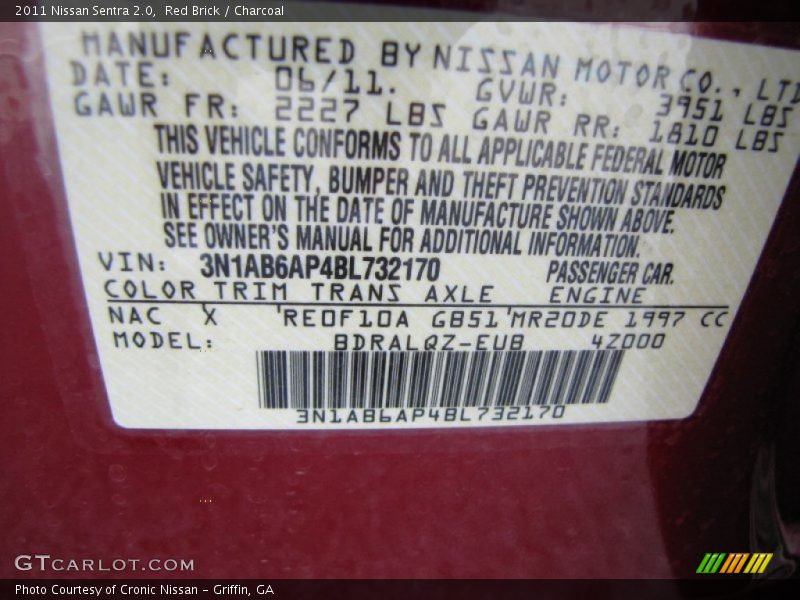 2011 Nissan Sentra 2.0, Red Brick / Charcoal
MANUFACTURED BY NISSAN MOTOR CO., LTD
DATE: 06/11. GVWR: 3951 LBS
GAWR FR: 2227 LBS GAWR RR: 1810 LBS
THIS VEHICLE CONFORMS TO ALL APPLICABLE FEDERAL MOTOR
VEHICLE SAFETY, BUMPER AND THEFT PREVENTION STANDARDS
IN EFFECT ON THE DATE OF MANUFACTURE SHOWN ABOVE.
SEE OWNER'S MANUAL FOR ADDITIONAL INFORMATION.
VIN: 3N1AB6AP4BL732170 PASSENGER CAR.
COLOR TRIM TRANS AXLE ENGINE
NAC X 'RE0F10A GB51'MR20DE 1997 CC
MODEL: BDRALQZ-EUB 4Z000
3N1AB6AP4BL732170
GTCARLOT.COM
Photo Courtesy of Cronic Nissan - Griffin, GA